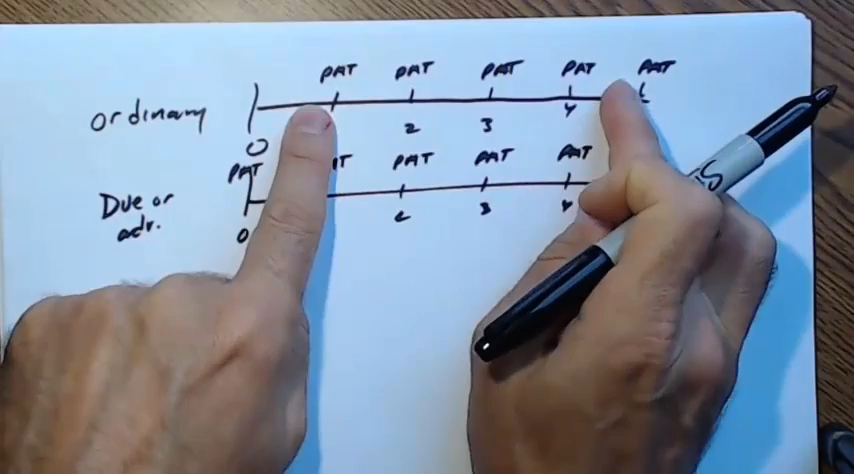 PMT PMT PMT PMT PMT
ordinary
0 2 3 4
PMT PMT PMT PMT
Due or
adv.
0 2 3 4